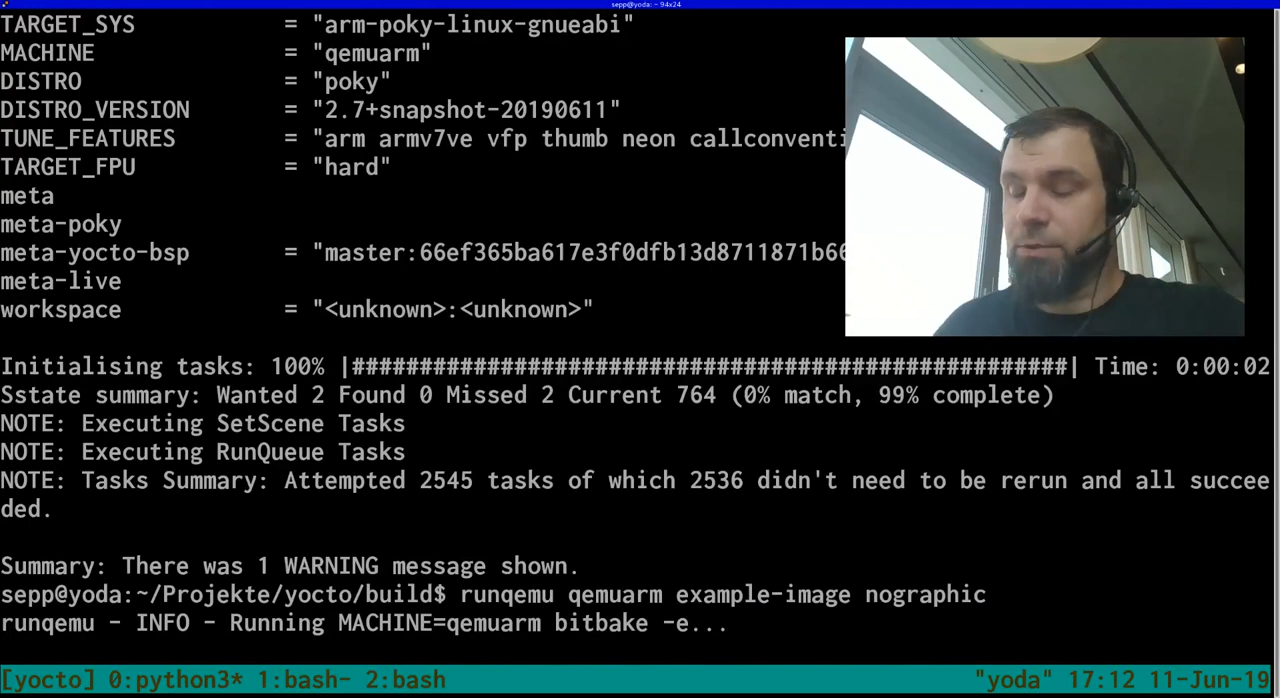 sepp@yoda: ~ 94x24
TARGET_SYS = "arm-poky-linux-gnueabi"
MACHINE = "qemuarm"
DISTRO = "poky"
DISTRO_VERSION = "2.7+snapshot-20190611"
TUNE_FEATURES = "arm armv7ve vfp thumb neon callconventi
TARGET_FPU = "hard"
meta
meta-poky
meta-yocto-bsp = "master:66ef365ba617e3f0dfb13d8711871b66
meta-live
workspace = "<unknown>:<unknown>"
Initialising tasks: 100% |#####################################################| Time: 0:00:02
Sstate summary: Wanted 2 Found 0 Missed 2 Current 764 (0% match, 99% complete)
NOTE: Executing SetScene Tasks
NOTE: Executing RunQueue Tasks
NOTE: Tasks Summary: Attempted 2545 tasks of which 2536 didn't need to be rerun and all succee
ded.
Summary: There was 1 WARNING message shown.
sepp@yoda:~/Projekte/yocto/build$ runqemu qemuarm example-image nographic
runqemu - INFO - Running MACHINE=qemuarm bitbake -e...
[yocto] 0:python3* 1:bash- 2:bash "yoda" 17:12 11-Jun-19